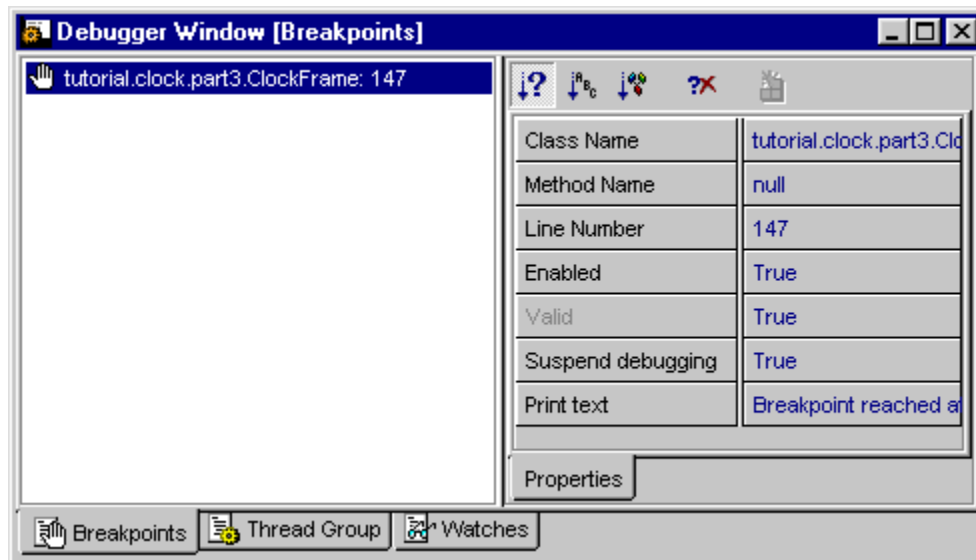 Debugger Window [Breakpoints]
tutorial.clock.part3.ClockFrame: 147
Class Name tutorial.clock.part3.Clo
Method Name null
Line Number 147
Enabled True
Valid True
Suspend debugging True
Print text Breakpoint reached at
Properties
Breakpoints Thread Group Watches